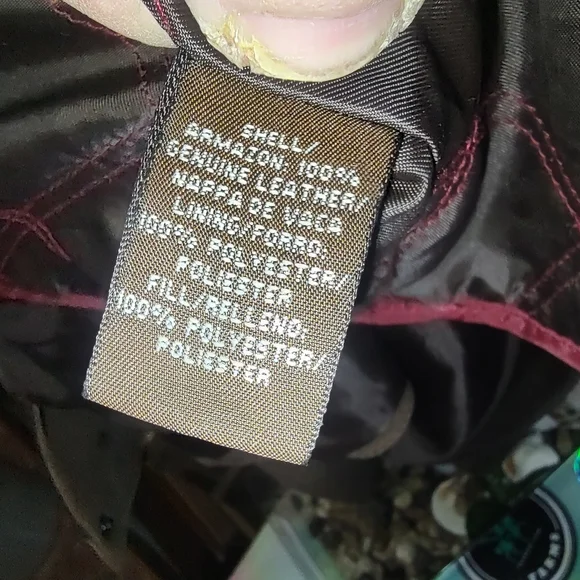 SHELL/
ARMAZON, 100%
GENUINE LEATHER/
NAPPA DE VACA
LINING/FORRO,
100% POLYESTER/
POLIESTER
FILL/RELLENO,
100% POLYESTER/
POLIESTER